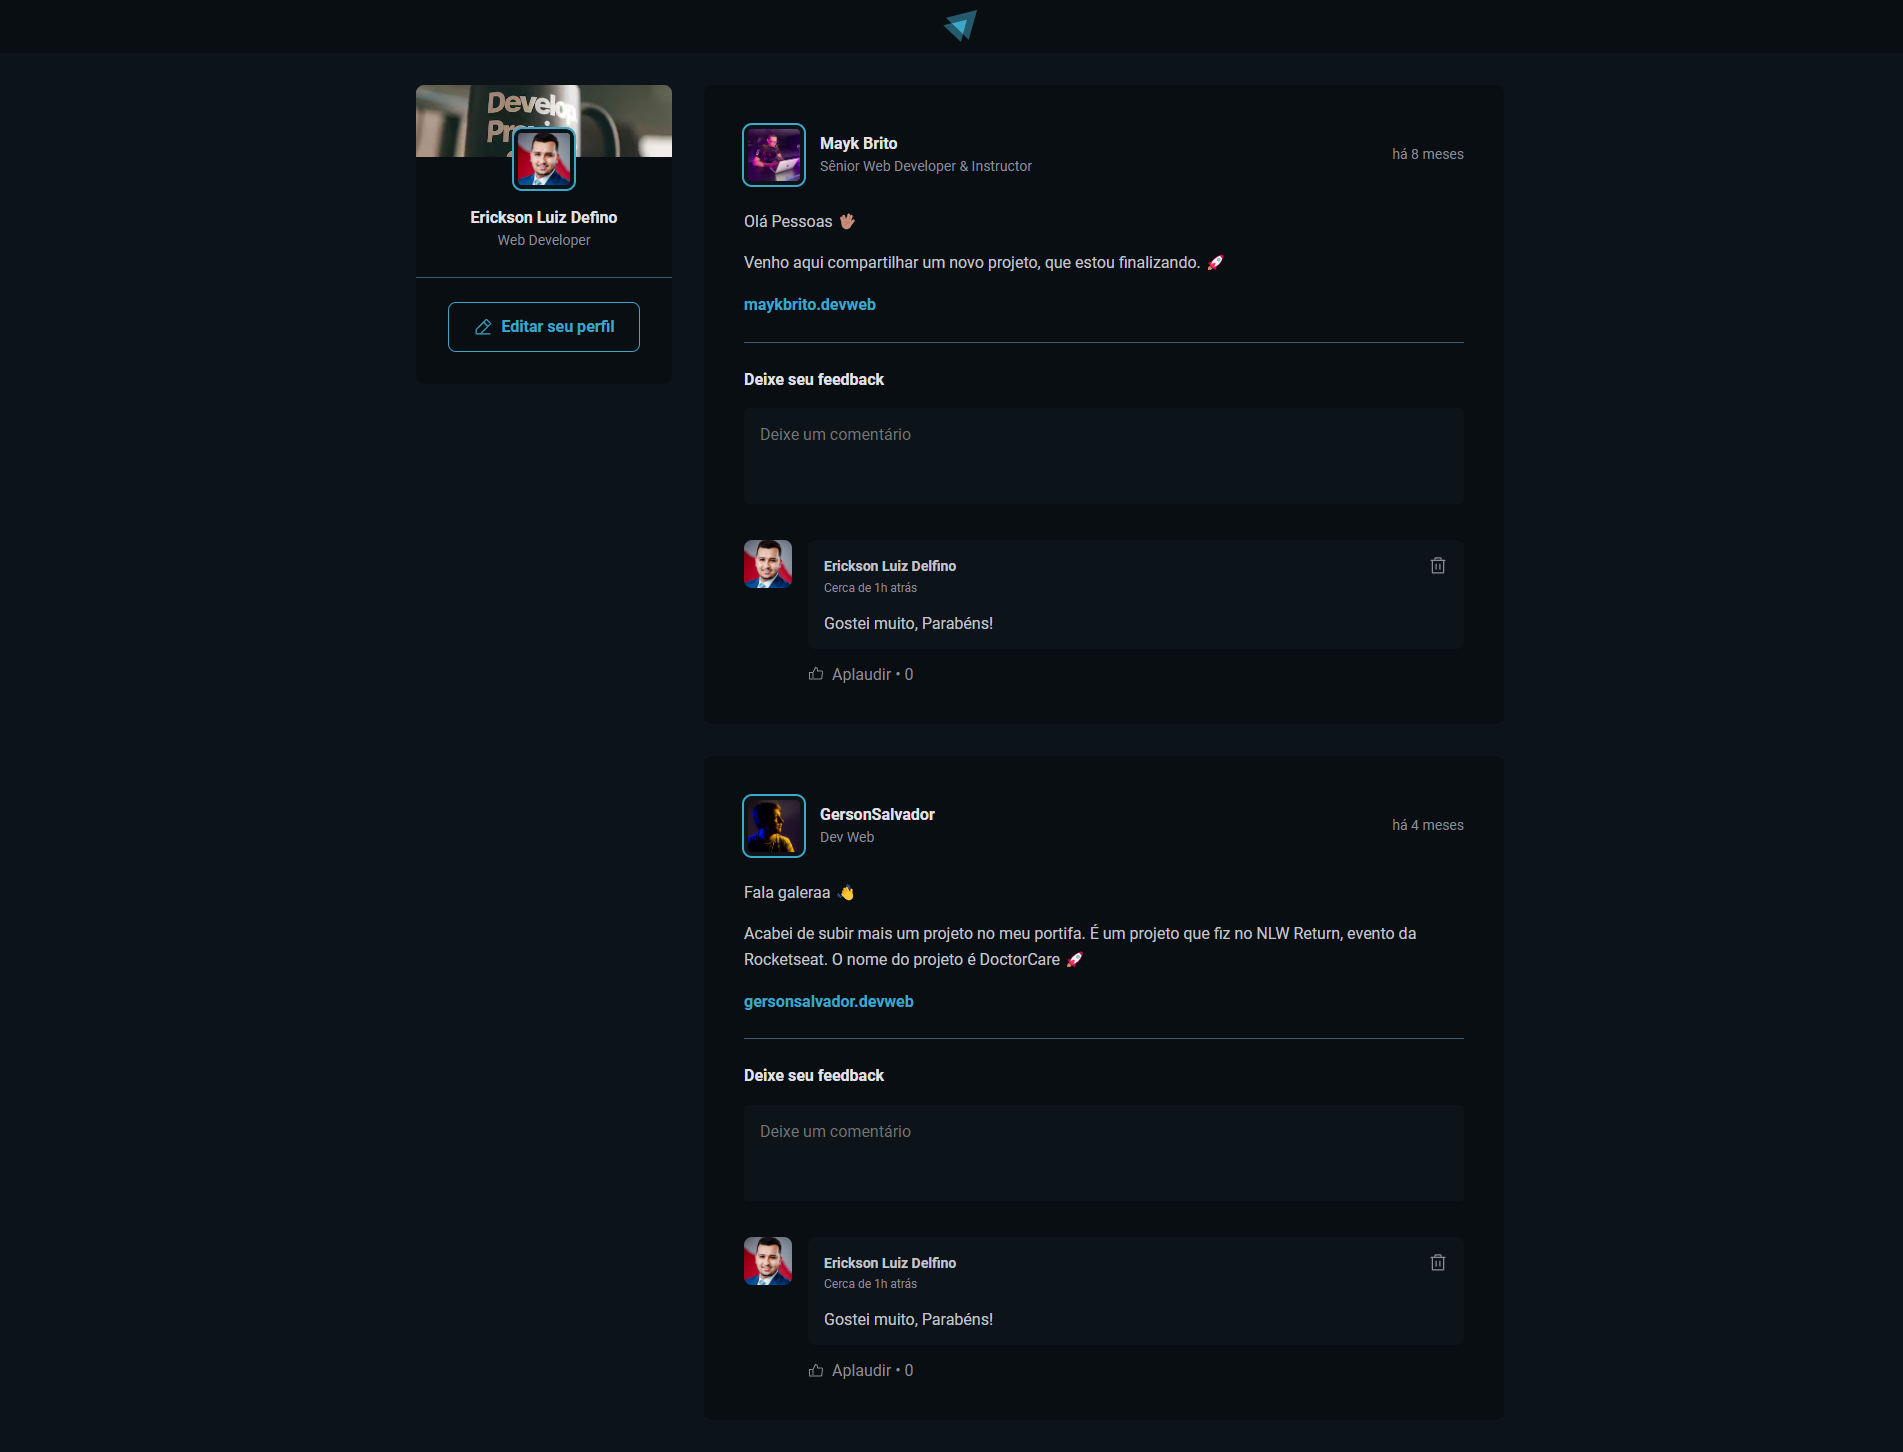 Develop
Erickson Luiz Defino
Web Developer
Editar seu perfil
Mayk Brito
Sênior Web Developer & Instructor
há 8 meses
Olá Pessoas 🖖🏽
Venho aqui compartilhar um novo projeto, que estou finalizando. 🚀
maykbrito.devweb
Deixe seu feedback
Deixe um comentário
Erickson Luiz Delfino
Cerca de 1h atrás
Gostei muito, Parabéns!
Aplaudir • 0
GersonSalvador
Dev Web
há 4 meses
Fala galeraa 👋
Acabei de subir mais um projeto no meu portifa. É um projeto que fiz no NLW Return, evento da
Rocketseat. O nome do projeto é DoctorCare 🚀
gersonsalvador.devweb
Deixe seu feedback
Deixe um comentário
Erickson Luiz Delfino
Cerca de 1h atrás
Gostei muito, Parabéns!
Aplaudir • 0